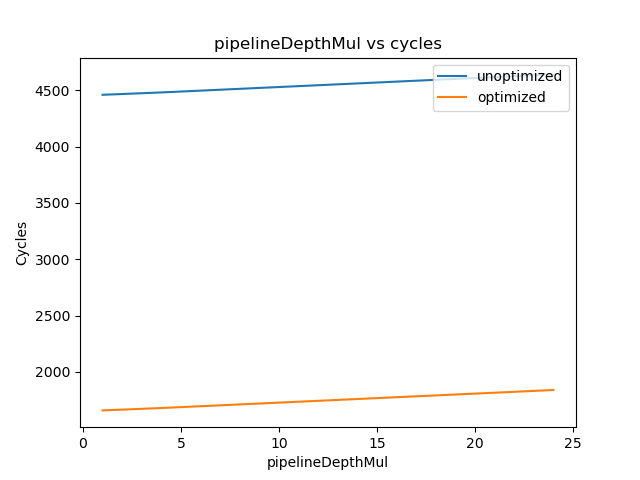 pipelineDepthMul vs cycles
unoptimized
optimized
4500
4000
3500
3000
2500
2000
Cycles
0 5 10 15 20 25
pipelineDepthMul